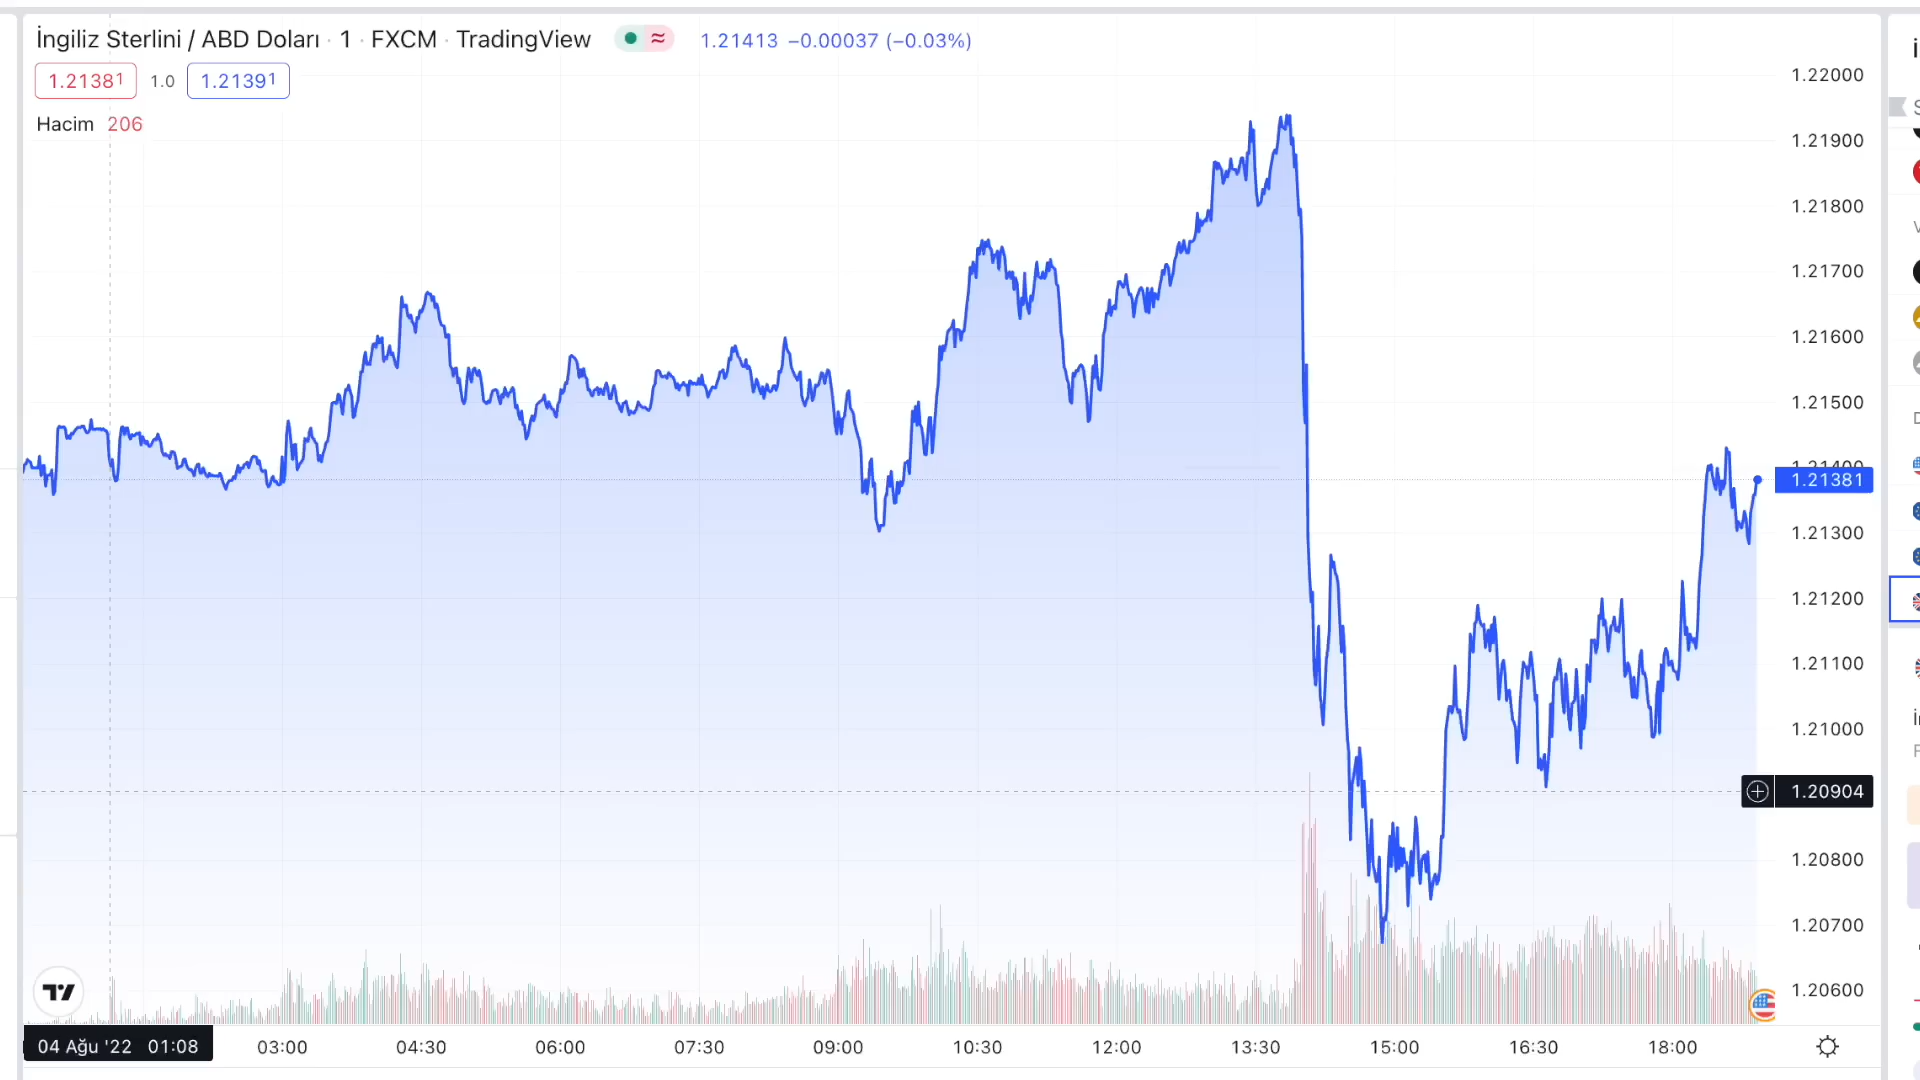 İngiliz Sterlini / ABD Doları · 1 · FXCM · TradingView
1.21413 −0.00037 (−0.03%)
1.21381 1.0 1.21391
Hacim 206
1.22000
1.21900
1.21800
1.21700
1.21600
1.21500
1.21400
1.21381
1.21300
1.21200
1.21100
1.21000
1.20904
1.20800
1.20700
1.20600
04 Ağu '22 01:08
03:00 04:30 06:00 07:30 09:00 10:30 12:00 13:30 15:00 16:30 18:00